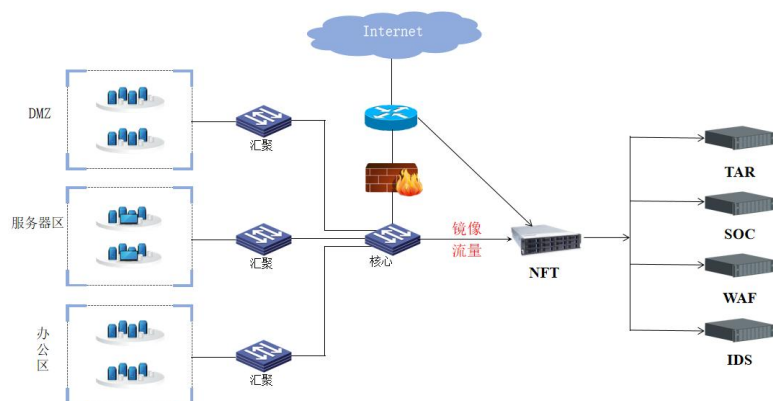 Internet
DMZ
汇聚
TAR
服务器区
汇聚
核心
镜像
流量
NFT
SOC
WAF
办
公
区
汇聚
IDS